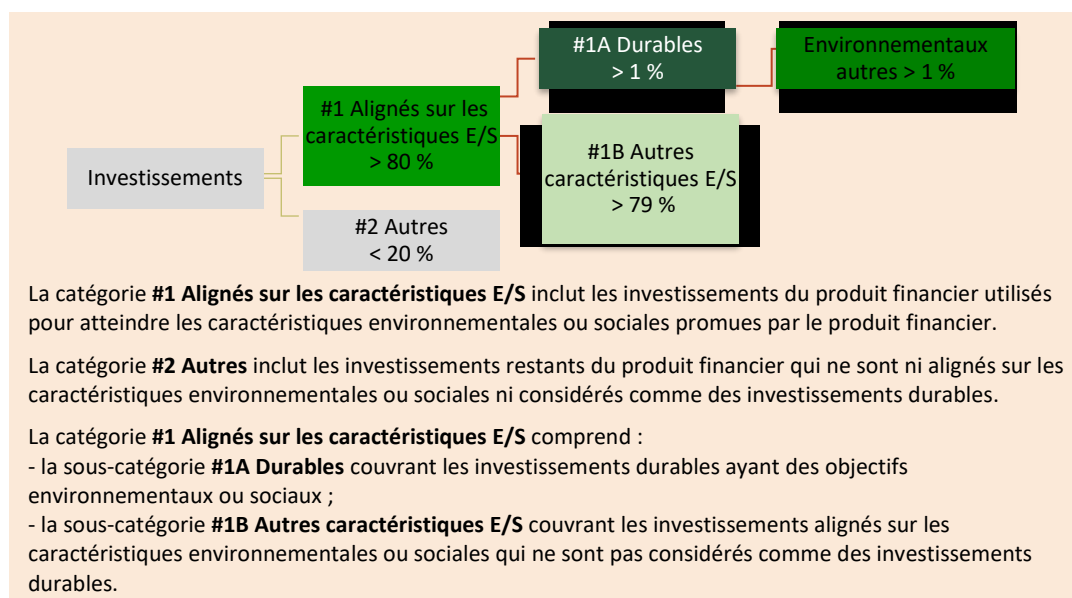 #1A Durables
> 1 %
Environnementaux
autres > 1 %
#1 Alignés sur les
caractéristiques E/S
> 80 %
#1B Autres
caractéristiques E/S
> 79 %
Investissements
#2 Autres
< 20 %
La catégorie #1 Alignés sur les caractéristiques E/S inclut les investissements du produit financier utilisés
pour atteindre les caractéristiques environnementales ou sociales promues par le produit financier.
La catégorie #2 Autres inclut les investissements restants du produit financier qui ne sont ni alignés sur les
caractéristiques environnementales ou sociales ni considérés comme des investissements durables.
La catégorie #1 Alignés sur les caractéristiques E/S comprend :
- la sous-catégorie #1A Durables couvrant les investissements durables ayant des objectifs
environnementaux ou sociaux ;
- la sous-catégorie #1B Autres caractéristiques E/S couvrant les investissements alignés sur les
caractéristiques environnementales ou sociales qui ne sont pas considérés comme des investissements
durables.